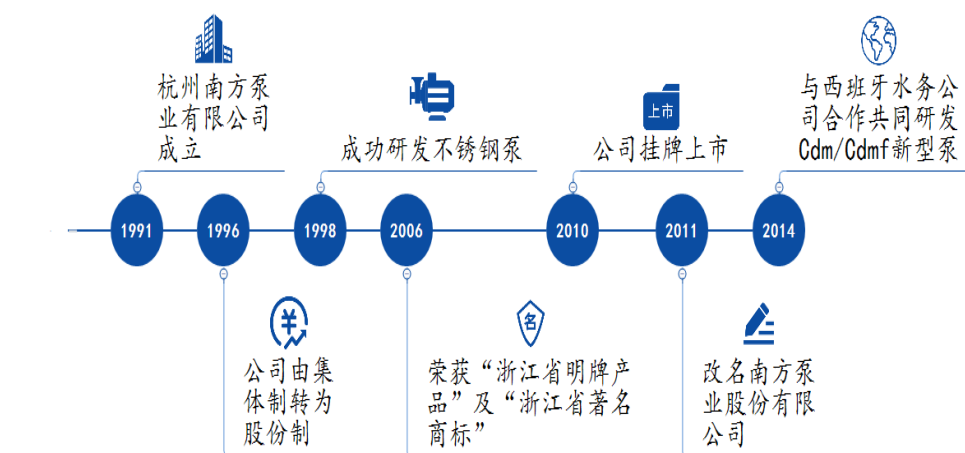 杭州南方泵
业有限公司
成立
成功研发不锈钢泵
上市
公司挂牌上市
与西班牙水务公
司合作共同研发
Cdm/Cdmf新型泵
1991
1996
1998
2006
2010
2011
2014
¥
公司由集
体制转为
股份制
名
荣获“浙江省明牌产
品”及“浙江省著名
商标”
改名南方泵
业股份有限
公司